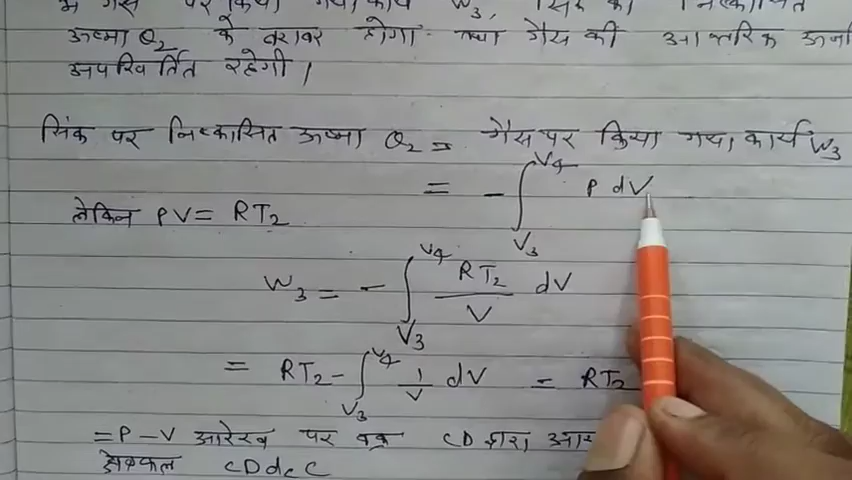 में गैस पर किया गया कार्य W3, सिंक को निष्कासित
ऊष्मा Q2 के बराबर होगा तथा गैस की आन्तरिक ऊर्जा
अपरिवर्तित रहेगी।
सिंक पर निष्कासित ऊष्मा Q2 = गैस पर किया गया कार्य W3
= - ∫V3V4 P dV
लेकिन PV = RT2
W3 = - ∫V3V4 RT2/V dV
= RT2 - ∫V3V4 1/V dV = RT2
= P-V आरेख पर वक्र CD द्वारा
क्षेत्रफल CDdcC